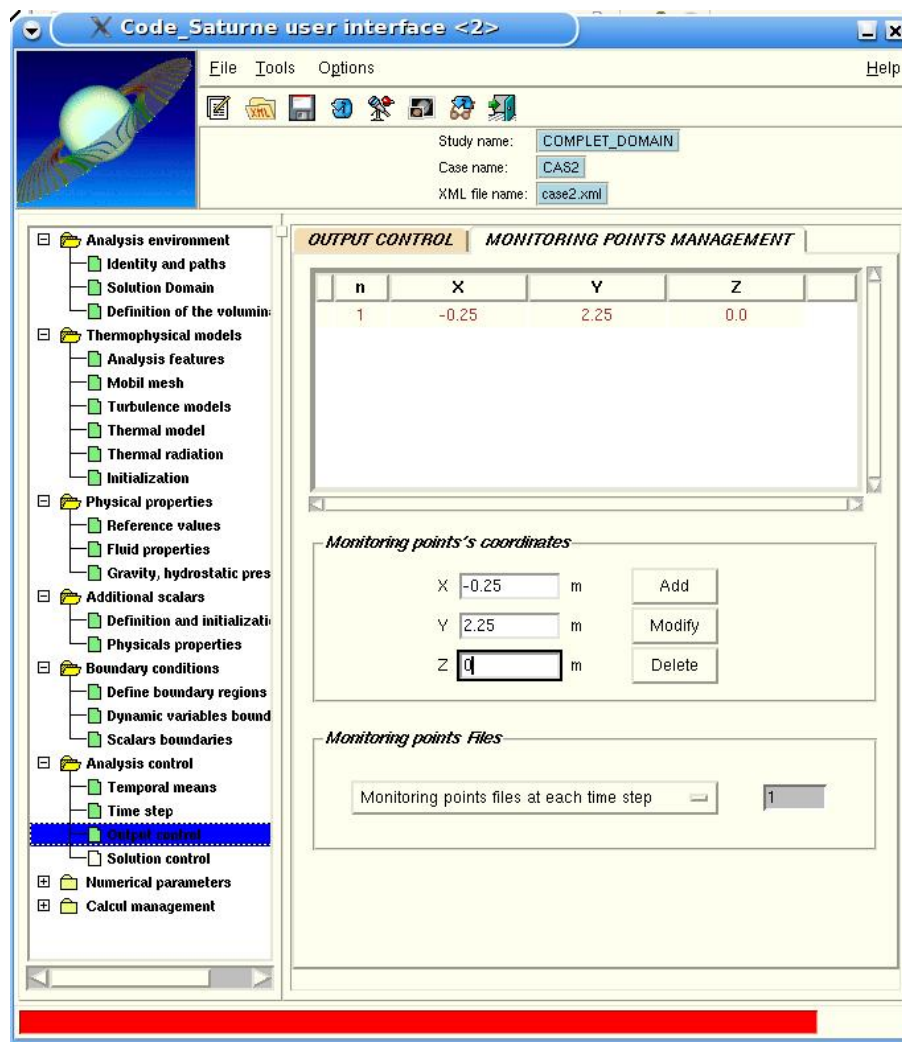 Code_Saturne user interface <2>
File Tools Options Help
Study name: COMPLET_DOMAIN
Case name: CAS2
XML file name: case2.xml
Analysis environment
Identity and paths
Solution Domain
Definition of the volumin
Thermophysical models
Analysis features
Mobil mesh
Turbulence models
Thermal model
Thermal radiation
Initialization
Physical properties
Reference values
Fluid properties
Gravity, hydrostatic pres
Additional scalars
Definition and initializati
Physicals properties
Boundary conditions
Define boundary regions
Dynamic variables bound
Scalars boundaries
Analysis control
Temporal means
Time step
Output control
Solution control
Numerical parameters
Calcul management
OUTPUT CONTROL MONITORING POINTS MANAGEMENT
n X Y Z
1 -0.25 2.25 0.0
Monitoring points's coordinates
X -0.25 m Add
Y 2.25 m Modify
Z 0 m Delete
Monitoring points Files
Monitoring points files at each time step 1